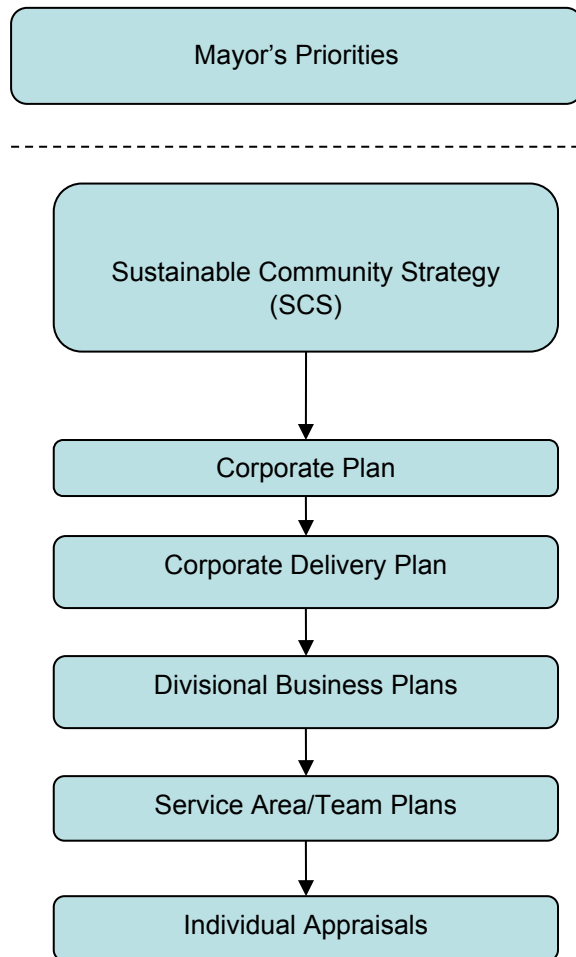 Mayor’s Priorities
Sustainable Community Strategy
(SCS)
Corporate Plan
Corporate Delivery Plan
Divisional Business Plans
Service Area/Team Plans
Individual Appraisals